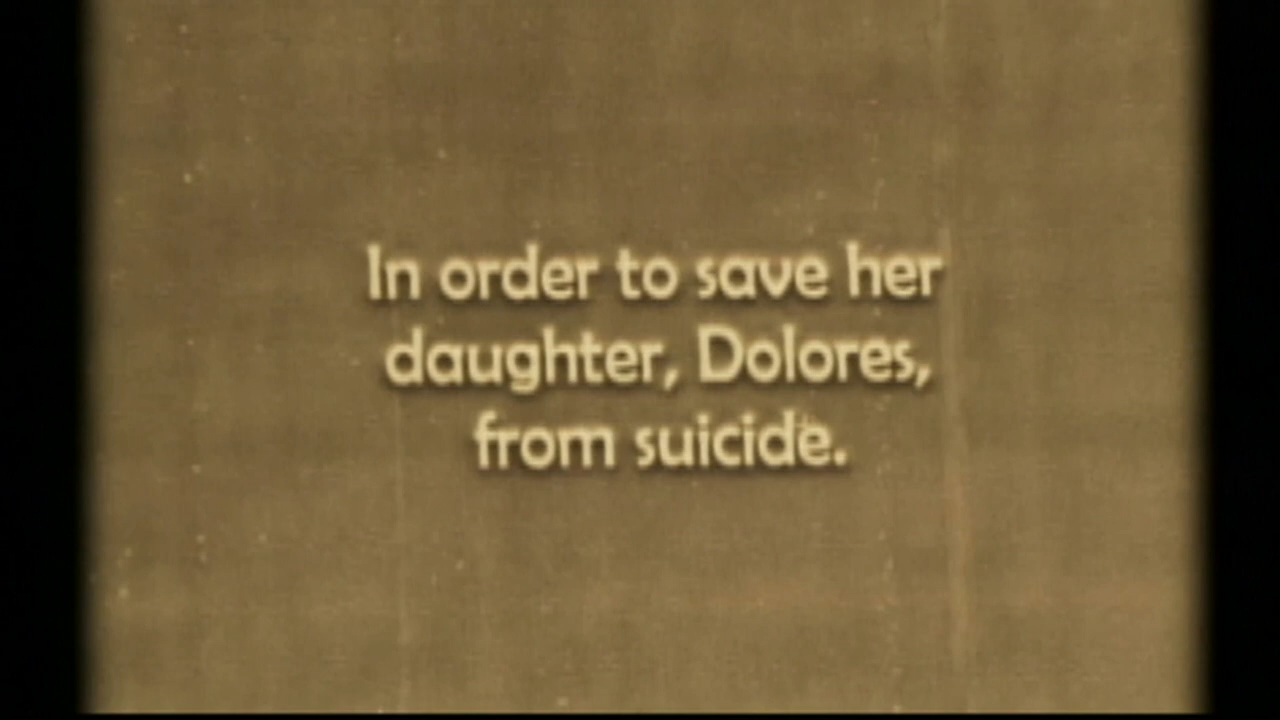 In order to save her
daughter, Dolores,
from suicide.